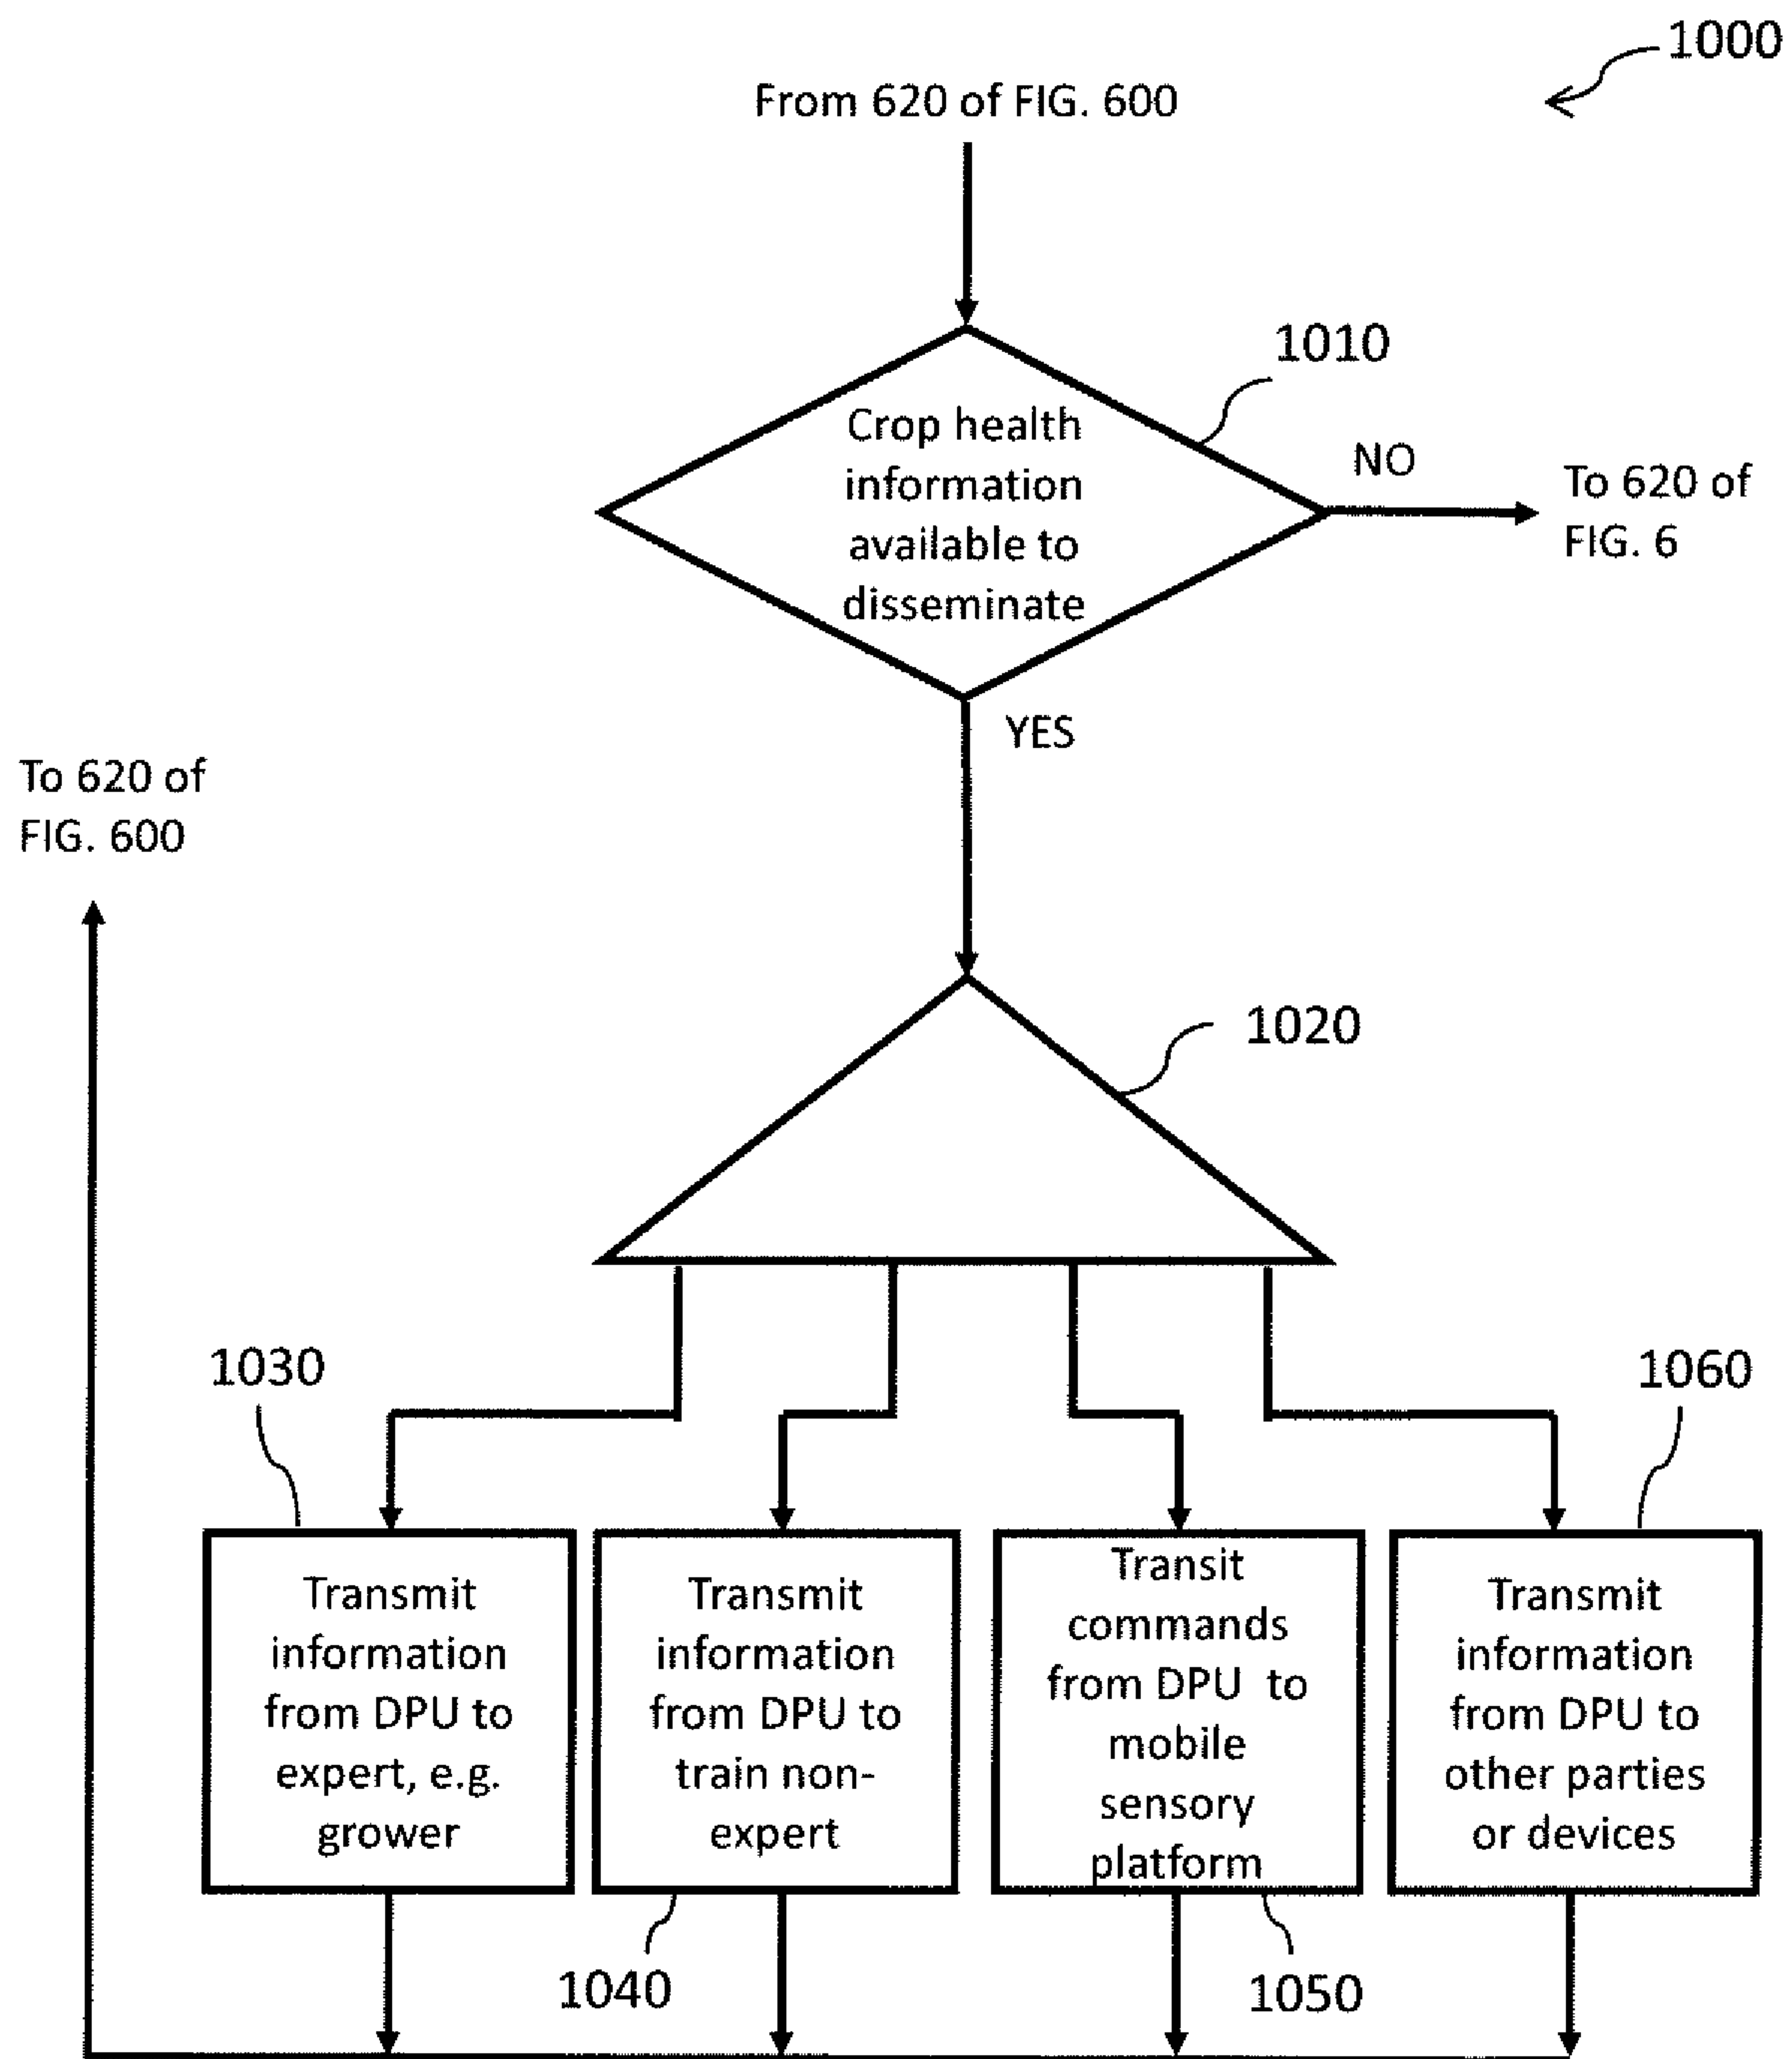 1000
From 620 of FIG. 600
1010
Crop health
information
available to
disseminate
NO
To 620 of
FIG. 6
YES
To 620 of
FIG. 600
1020
1030
1060
Transmit
information
from DPU to
expert, e.g.
grower
Transmit
information
from DPU to
train non-
expert
Transit
commands
from DPU to
mobile
sensory
platform
Transmit
information
from DPU to
other parties
or devices
1040
1050